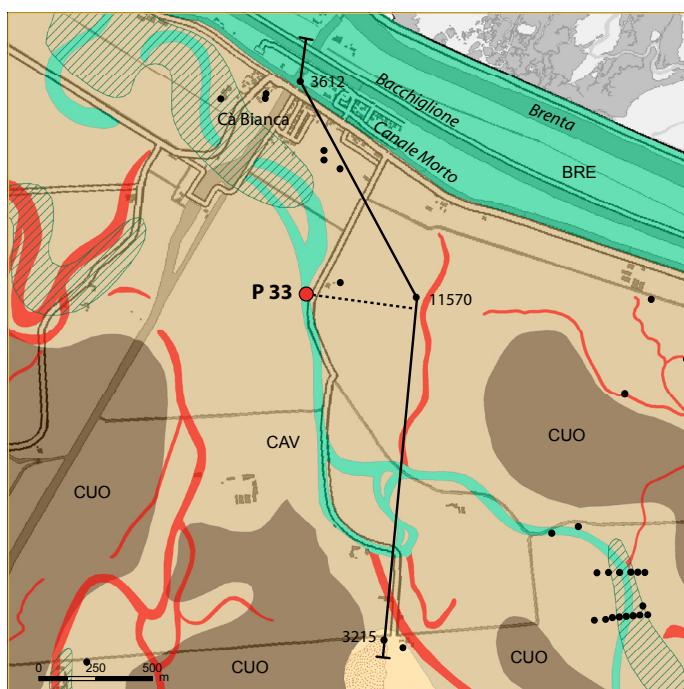 3612
Bacchiglione
Brenta
Cà Bianca
Canale Morto
BRE
P 33
11570
CAV
CUO
CUO
3215
CUO
CUO
0 250 500
m